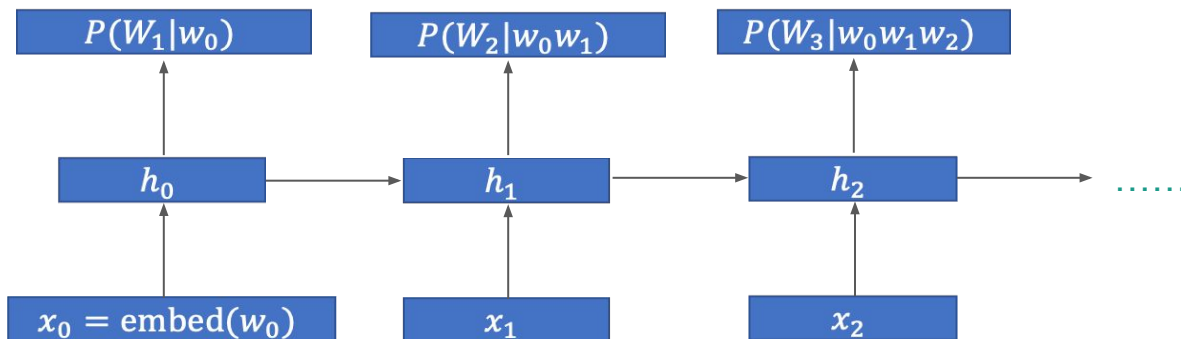 P(W₁|w₀) P(W₂|w₀w₁) P(W₃|w₀w₁w₂)
h₀ h₁ h₂ ......
x₀ = embed(w₀) x₁ x₂